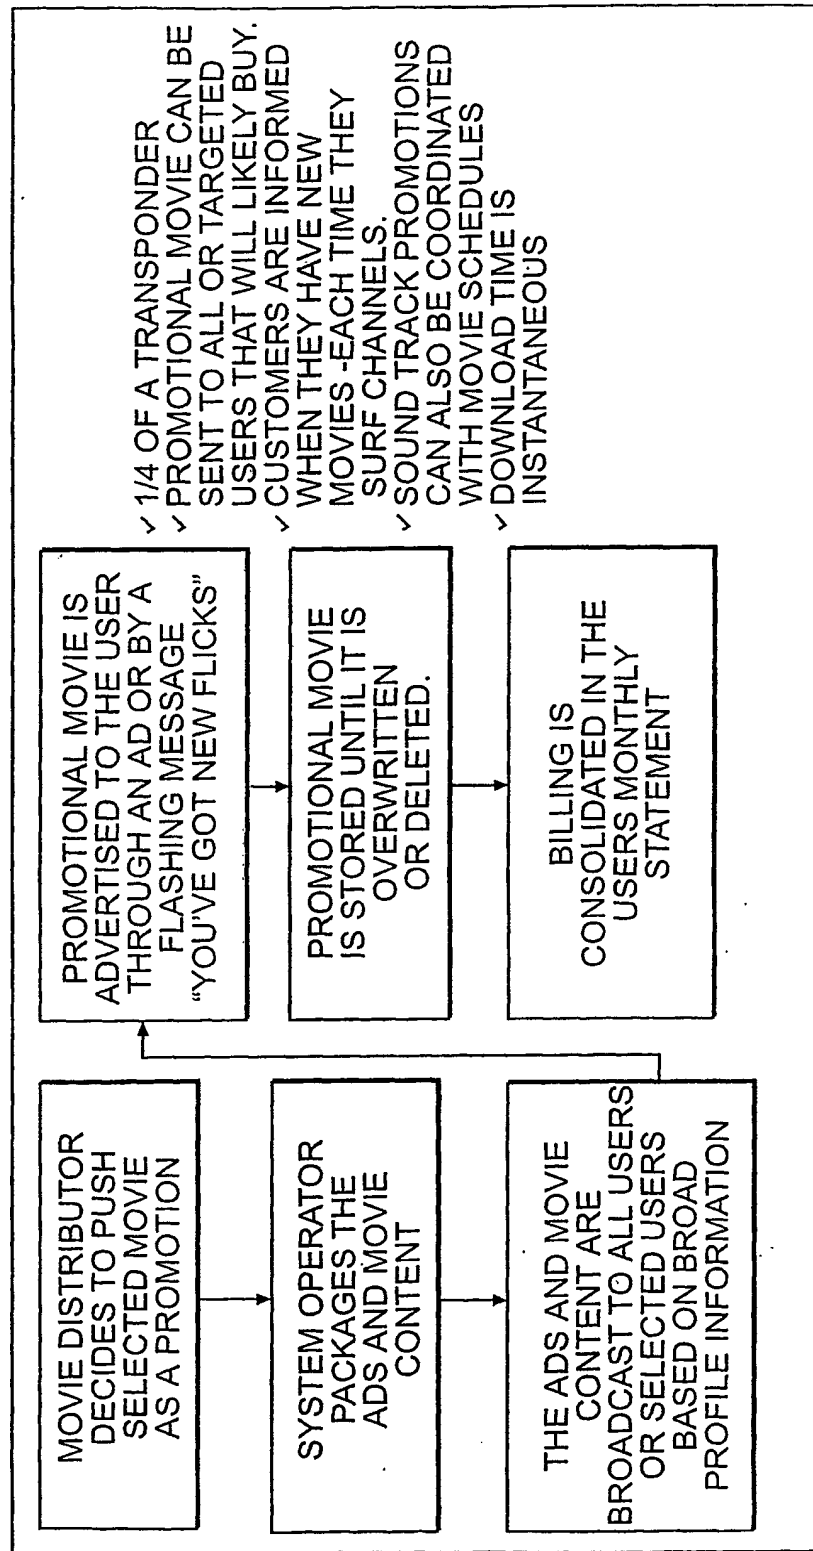 MOVIE DISTRIBUTOR
DECIDES TO PUSH
SELECTED MOVIE
AS A PROMOTION
SYSTEM OPERATOR
PACKAGES THE
ADS AND MOVIE
CONTENT
THE ADS AND MOVIE
CONTENT ARE
BROADCAST TO ALL USERS
OR SELECTED USERS
BASED ON BROAD
PROFILE INFORMATION
PROMOTIONAL MOVIE IS
ADVERTISED TO THE USER
THROUGH AN AD OR BY A
FLASHING MESSAGE
“YOU'VE GOT NEW FLICKS”
PROMOTIONAL MOVIE
IS STORED UNTIL IT IS
OVERWRITTEN
OR DELETED.
BILLING IS
CONSOLIDATED IN THE
USERS MONTHLY
STATEMENT
✓ 1/4 OF A TRANSPONDER
✓ PROMOTIONAL MOVIE CAN BE
SENT TO ALL OR TARGETED
USERS THAT WILL LIKELY BUY.
✓ CUSTOMERS ARE INFORMED
WHEN THEY HAVE NEW
MOVIES -EACH TIME THEY
SURF CHANNELS.
✓ SOUND TRACK PROMOTIONS
CAN ALSO BE COORDINATED
WITH MOVIE SCHEDULES
✓ DOWNLOAD TIME IS
INSTANTANEOUS